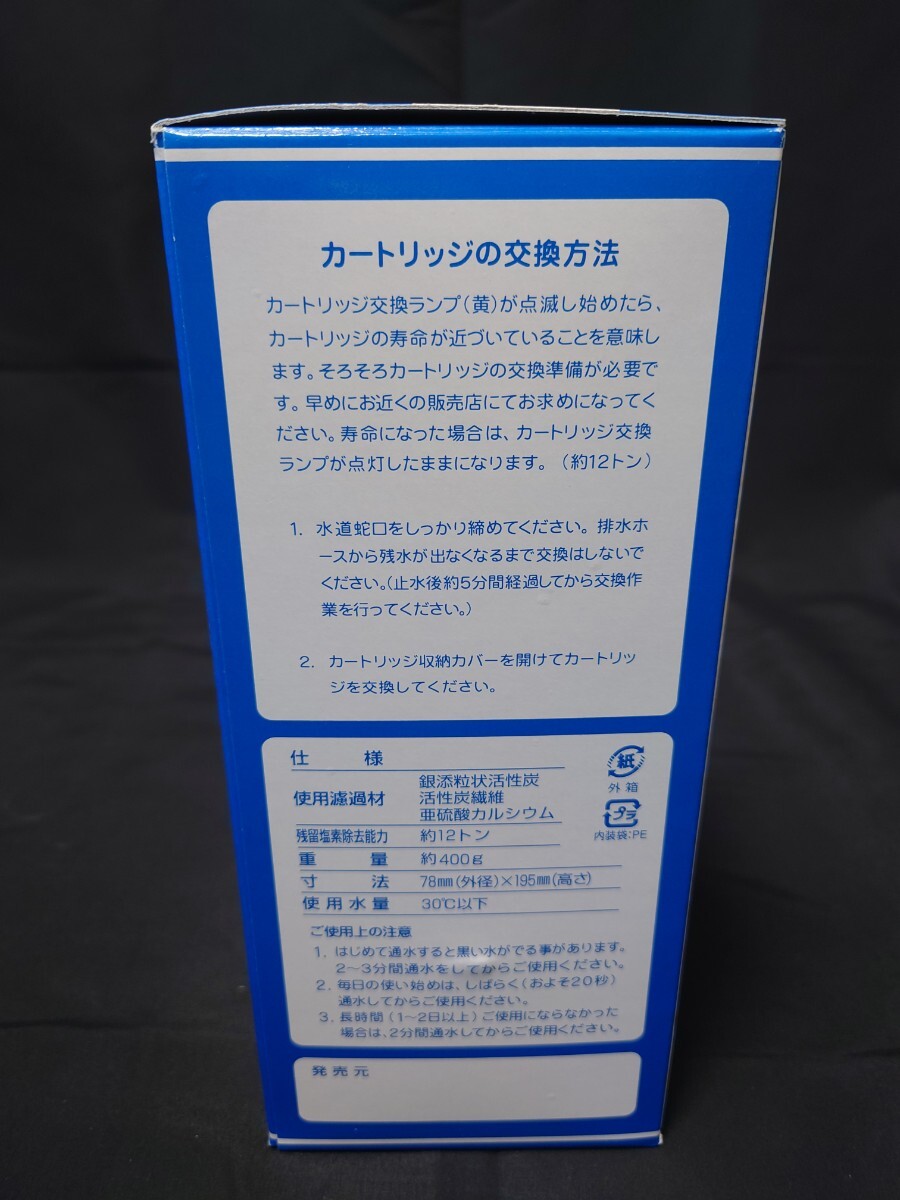 カートリッジの交換方法
カートリッジ交換ランプ(黄)が点滅し始めたら、
カートリッジの寿命が近づいていることを意味し
ます。そろそろカートリッジの交換準備が必要で
す。早めにお近くの販売店にてお求めになってく
ださい。寿命になった場合は、カートリッジ交換
ランプが点灯したままになります。(約12トン)
1. 水道蛇口をしっかり締めてください。排水ホ
ースから残水が出なくなるまで交換はしないで
ください。(止水後約5分間経過してから交換作
業を行ってください。)
2. カートリッジ収納カバーを開けてカートリッ
ジを交換してください。
仕 様
使用濾過材 銀添粒状活性炭
活性炭繊維
亜硫酸カルシウム
残留塩素除去能力 約12トン
重 量 約400g
寸 法 78㎜(外径)×195㎜(高さ)
使用水量 30℃以下
紙
外箱
プラ
内装袋:PE
ご使用上の注意
1. はじめて通水すると黒い水がでる事があります。
2〜3分間通水をしてからご使用ください。
2. 毎日の使い始めは、しばらく(およそ20秒)
通水してからご使用ください。
3. 長時間(1〜2日以上)ご使用にならなかった
場合は、2分間通水してからご使用ください。
発売元